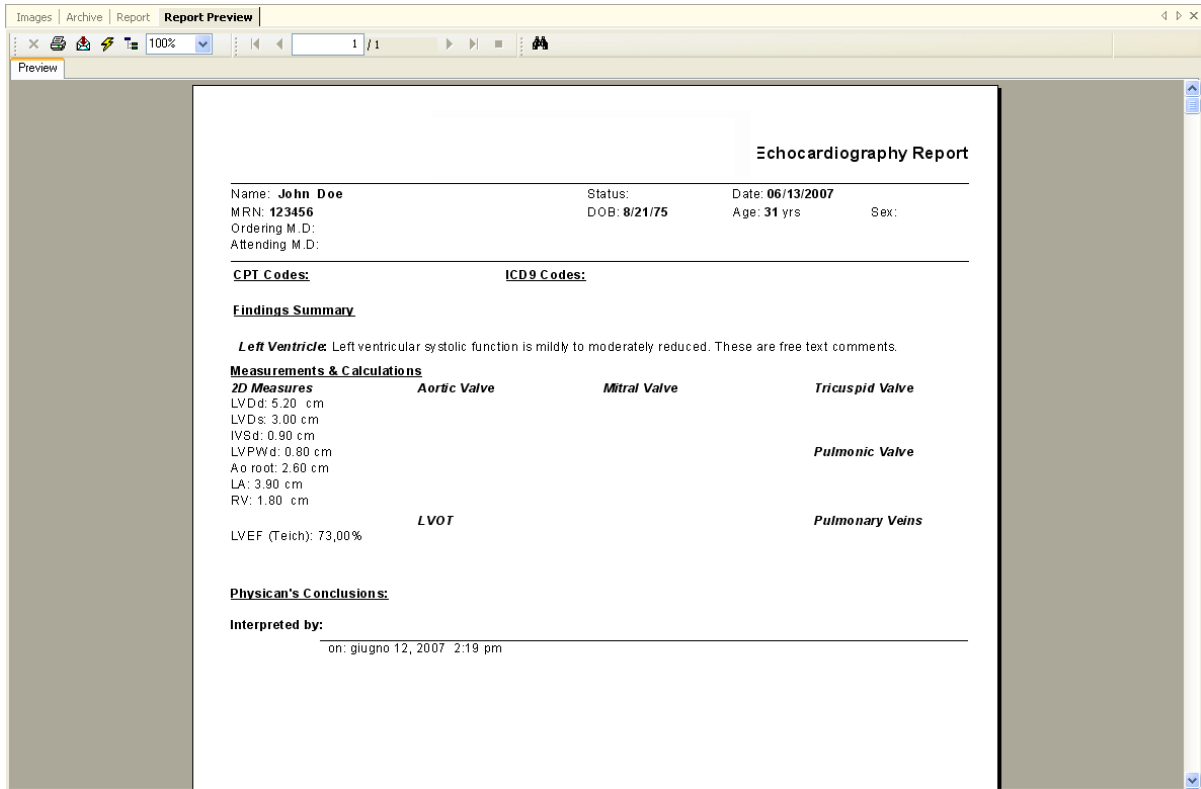 Images Archive Report Report Preview
100% 1 / 1
Preview
Echocardiography Report
Name: John Doe Status: Date: 06/13/2007
MRN: 123456 DOB: 8/21/75 Age: 31 yrs Sex:
Ordering M.D:
Attending M.D:
CPT Codes: ICD9 Codes:
Findings Summary
Left Ventricle: Left ventricular systolic function is mildly to moderately reduced. These are free text comments.
Measurements & Calculations
2D Measures Aortic Valve Mitral Valve Tricuspid Valve
LVDd: 5.20 cm
LVDs: 3.00 cm
IVSd: 0.90 cm
LVPWd: 0.80 cm Pulmonic Valve
Ao root: 2.60 cm
LA: 3.90 cm
RV: 1.80 cm
LVOT Pulmonary Veins
LVEF (Teich): 73,00%
Physican's Conclusions:
Interpreted by:
on: giugno 12, 2007 2:19 pm